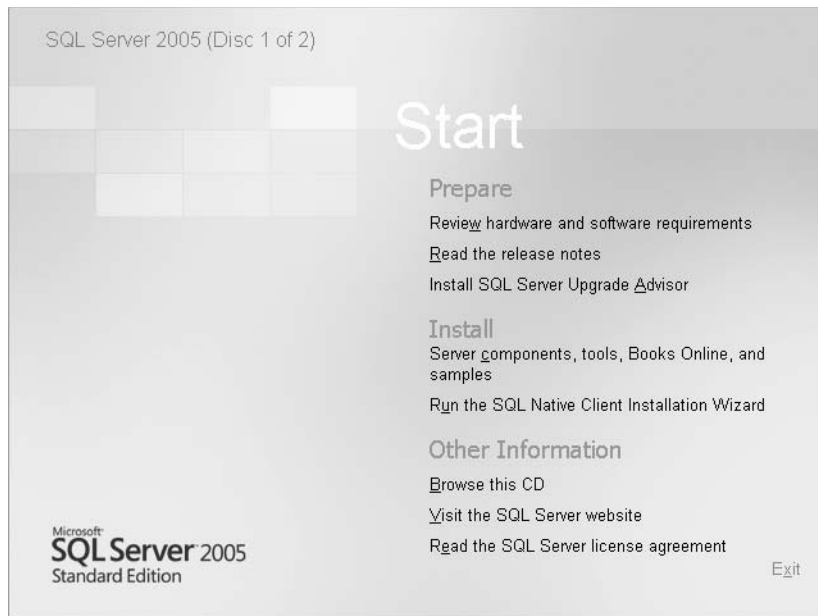 SQL Server 2005 (Disc 1 of 2)
Start
Prepare
Review hardware and software requirements
Read the release notes
Install SQL Server Upgrade Advisor
Install
Server components, tools, Books Online, and
samples
Run the SQL Native Client Installation Wizard
Other Information
Browse this CD
Visit the SQL Server website
Read the SQL Server license agreement
Exit
Microsoft
SQL Server 2005
Standard Edition